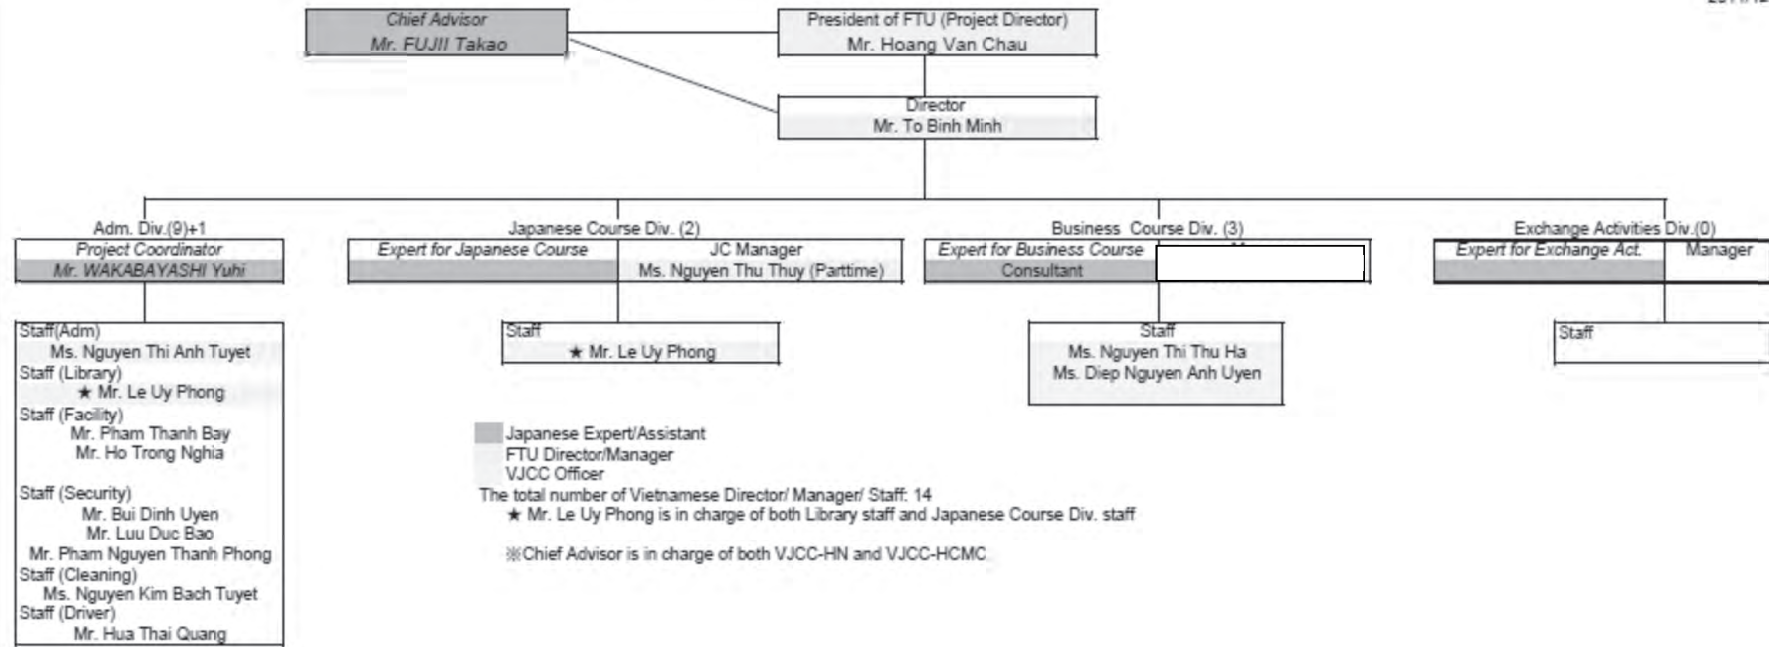 Chief Advisor
Mr. FUJII Takao
President of FTU (Project Director)
Mr. Hoang Van Chau
Director
Mr. To Binh Minh
Adm. Div.(9)+1
Project Coordinator
Mr. WAKABAYASHI Yuhi
Japanese Course Div. (2)
Expert for Japanese Course
JC Manager
Ms. Nguyen Thu Thuy (Parttime)
Business Course Div. (3)
Expert for Business Course
Consultant
Exchange Activities Div.(0)
Expert for Exchange Act.
Manager
Staff(Adm)
Ms. Nguyen Thi Anh Tuyet
Staff (Library)
★ Mr. Le Uy Phong
Staff (Facility)
Mr. Pham Thanh Bay
Mr. Ho Trong Nghia
Staff (Security)
Mr. Bui Dinh Uyen
Mr. Luu Duc Bao
Mr. Pham Nguyen Thanh Phong
Staff (Cleaning)
Ms. Nguyen Kim Bach Tuyet
Staff (Driver)
Mr. Hua Thai Quang
Staff
★ Mr. Le Uy Phong
Staff
Ms. Nguyen Thi Thu Ha
Ms. Diep Nguyen Anh Uyen
Staff
Japanese Expert/Assistant
FTU Director/Manager
VJCC Officer
The total number of Vietnamese Director/ Manager/ Staff: 14
★ Mr. Le Uy Phong is in charge of both Library staff and Japanese Course Div. staff
※Chief Advisor is in charge of both VJCC-HN and VJCC-HCMC